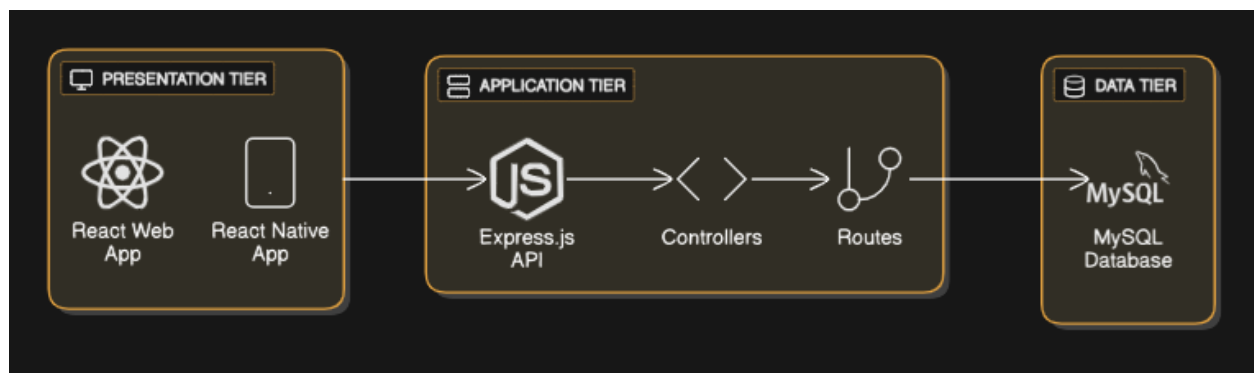 PRESENTATION TIER
React Web
App
React Native
App
APPLICATION TIER
JS
Express.js
API
Controllers
Routes
DATA TIER
MySQL
MySQL
Database